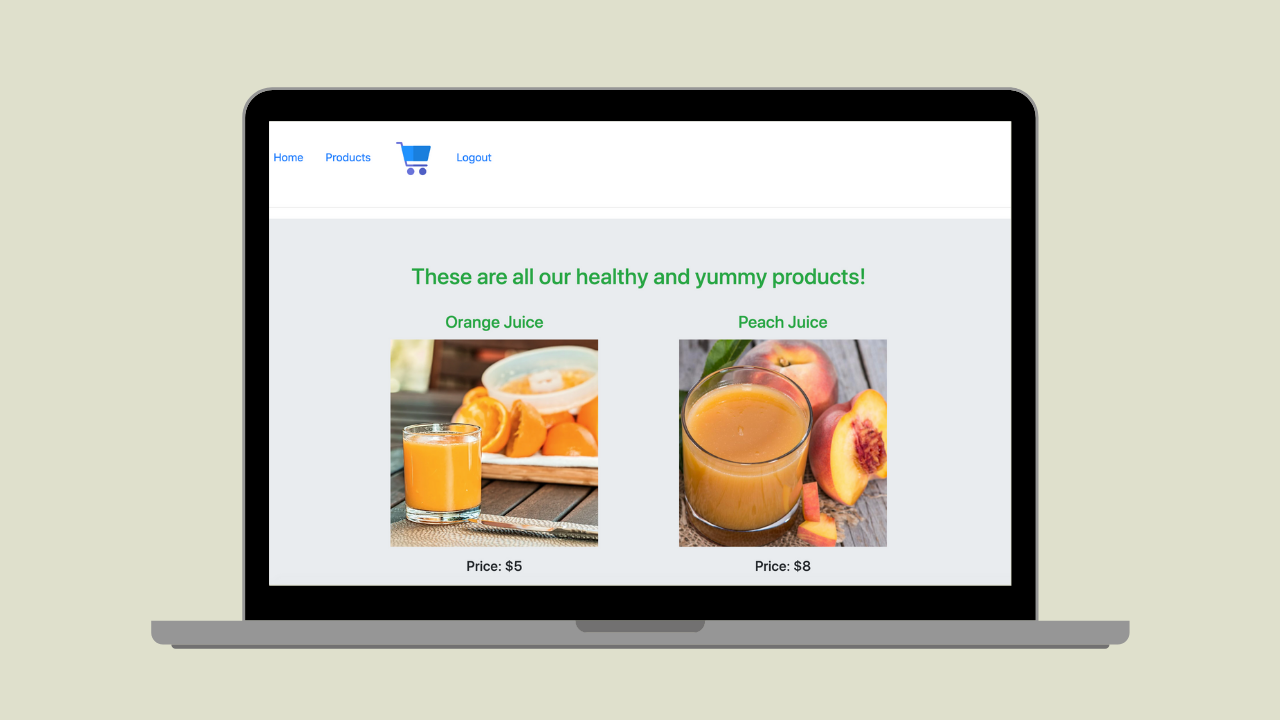 Home Products Logout
These are all our healthy and yummy products!
Orange Juice Peach Juice
Price: $5 Price: $8